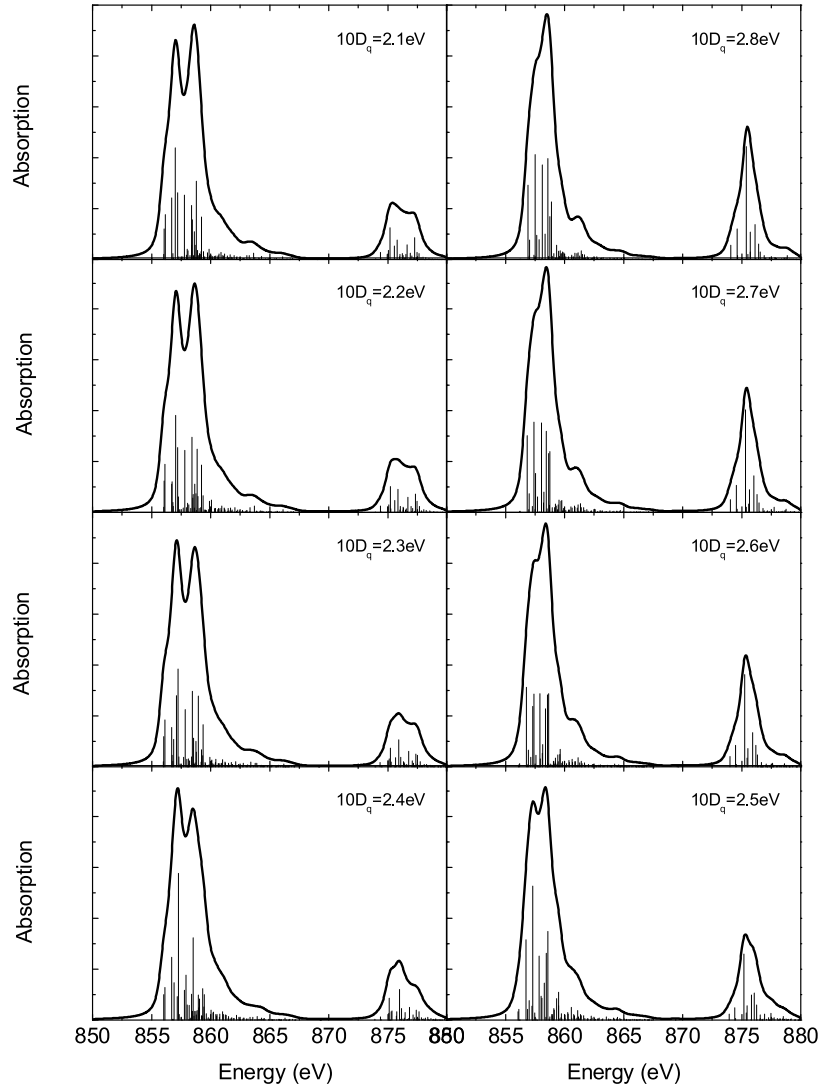 Absorption
10Dq=2.1eV
10Dq=2.8eV
Absorption
10Dq=2.2eV
10Dq=2.7eV
Absorption
10Dq=2.3eV
10Dq=2.6eV
Absorption
10Dq=2.4eV
10Dq=2.5eV
850 855 860 865 870 875 880
850 855 860 865 870 875 880
Energy (eV)
Energy (eV)